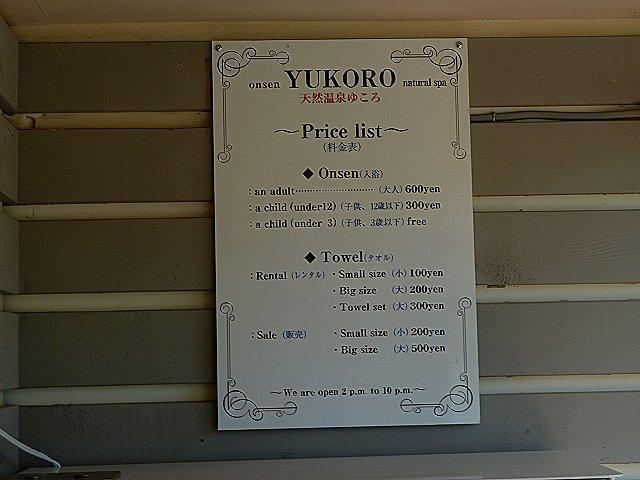 onsen YUKORO natural spa
天然温泉ゆころ
～Price list～
(料金表)
◆ Onsen(入浴)
:an adult……………………… (大人) 600yen
:a child (under12) (子供、12歳以下) 300yen
:a child (under 3) (子供、3歳以下) free
◆ Towel(タオル)
:Rental (レンタル) ・Small size (小) 100yen
・Big size (大) 200yen
・Towel set (大) 300yen
:Sale (販売) ・Small size (小) 200yen
・Big size (大) 500yen
～We are open 2 p.m. to 10 p.m.～